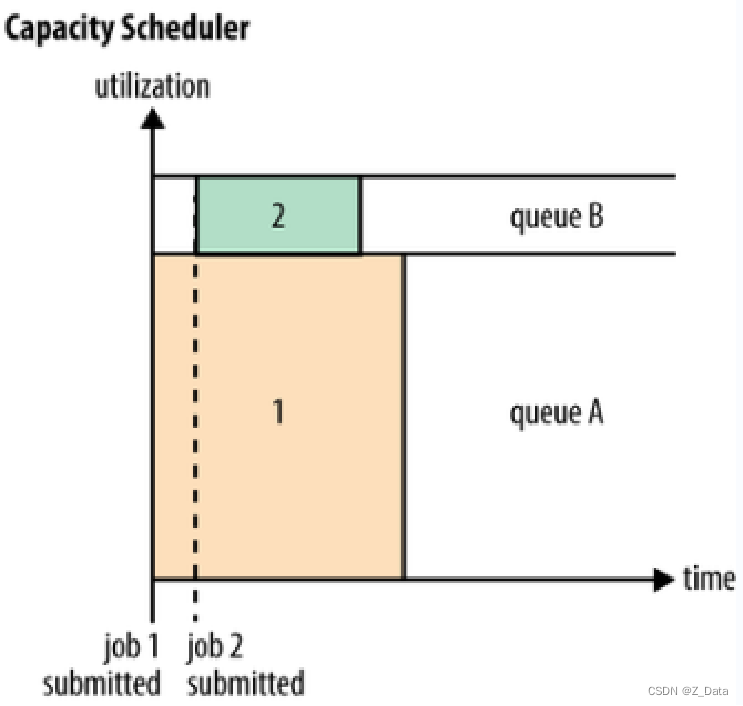 Capacity Scheduler
utilization
2
queue B
1
queue A
time
job 1
submitted
job 2
submitted
CSDN @Z_Data